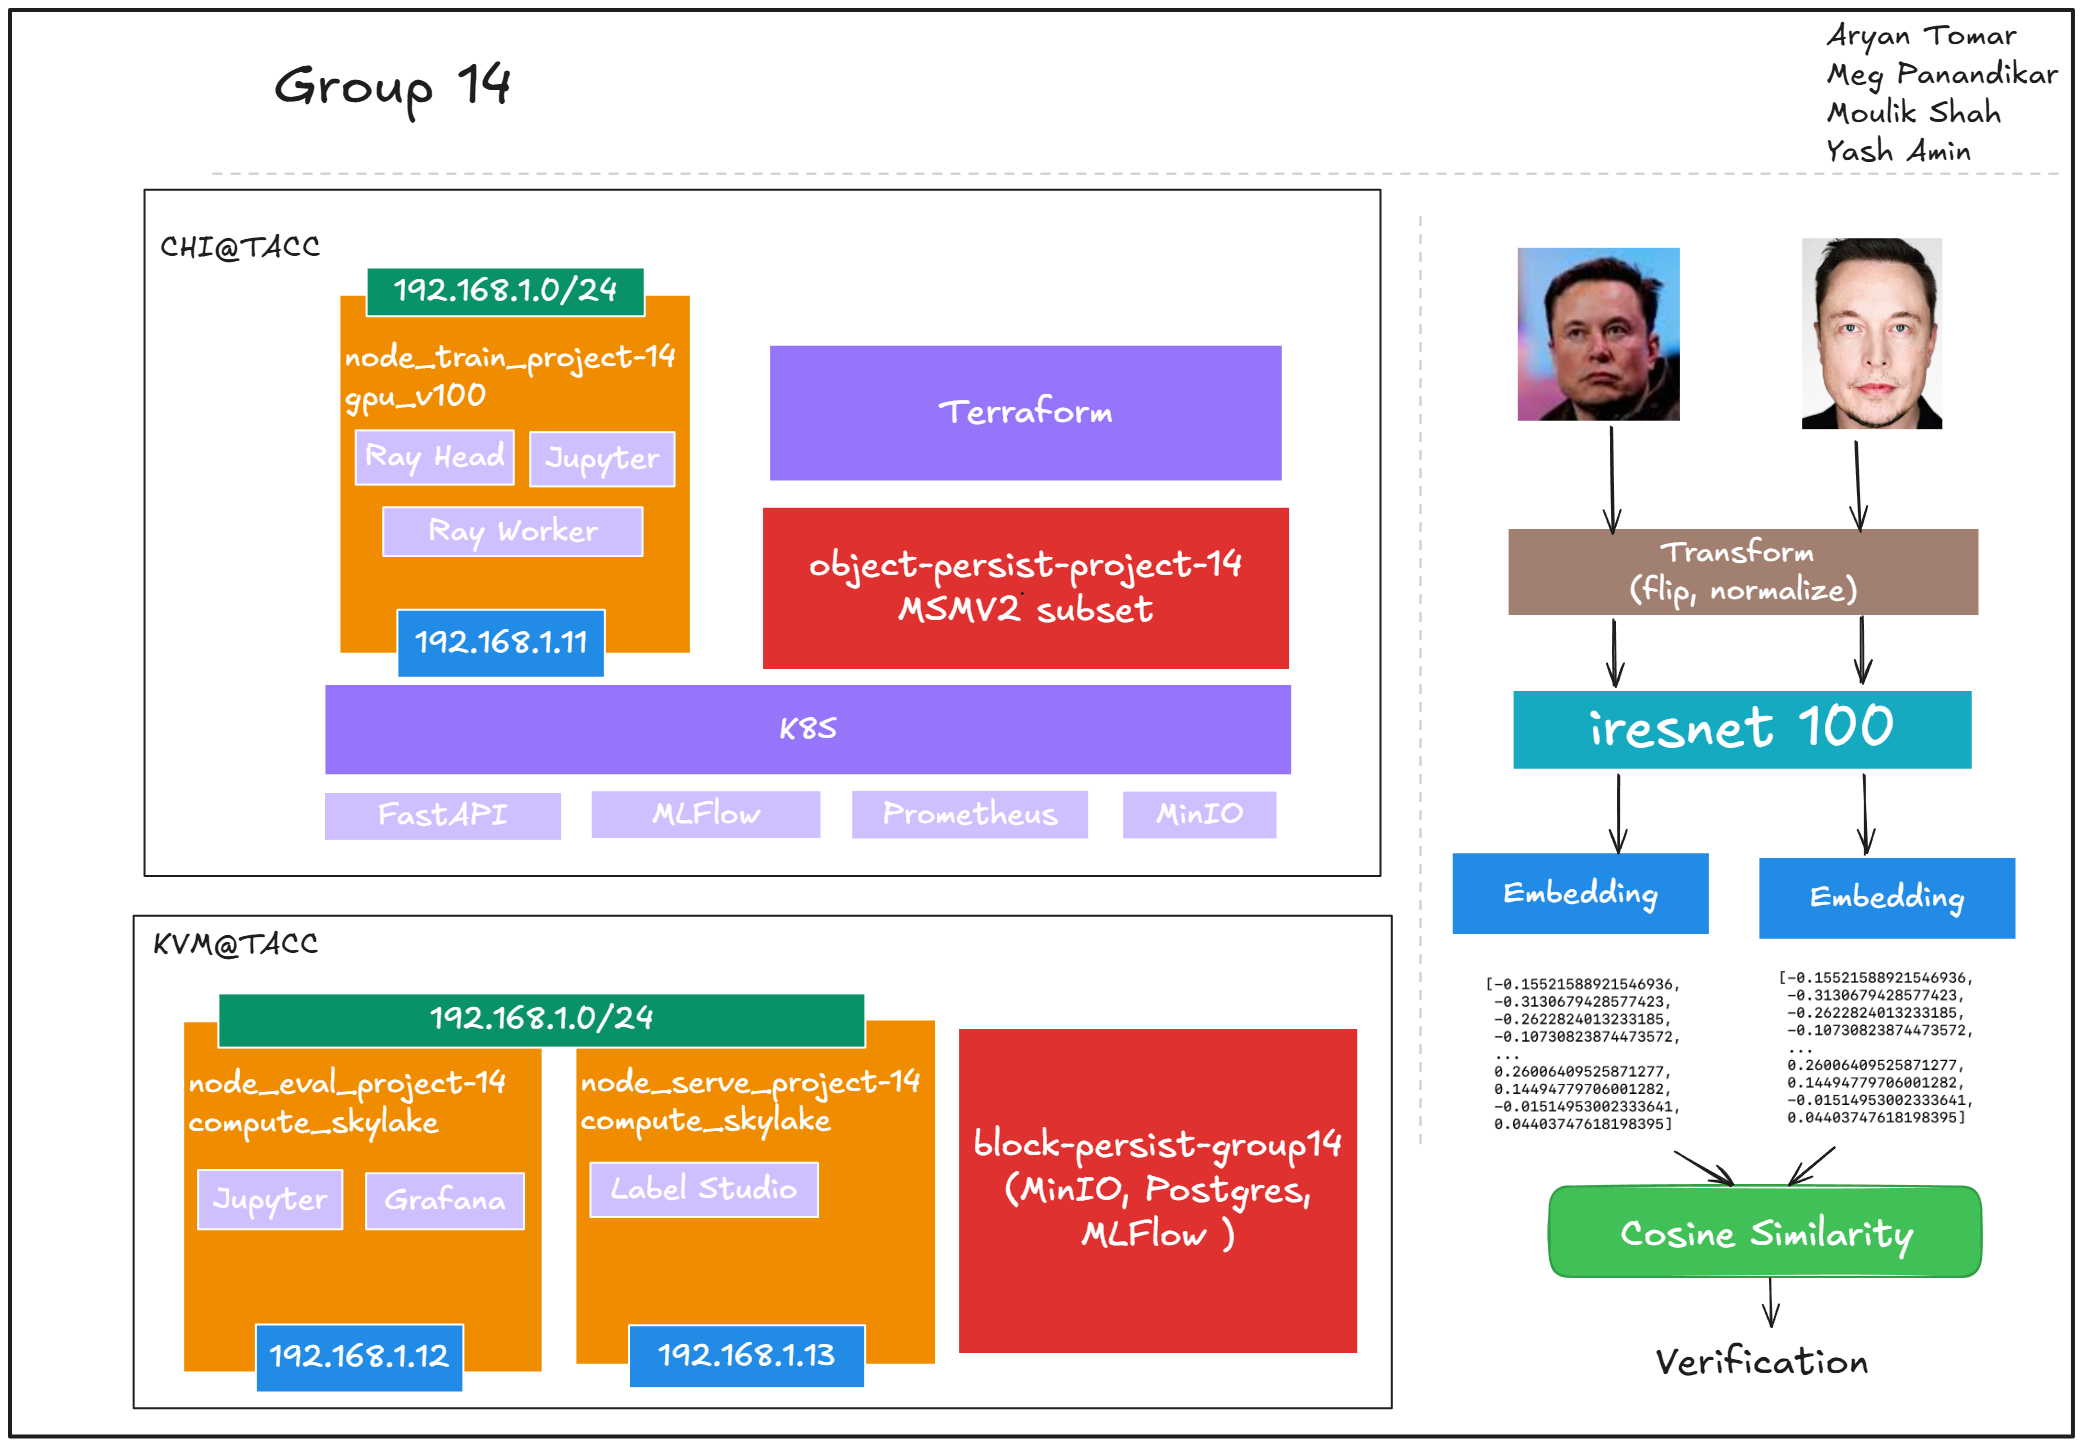 Group 14
Aryan Tomar
Meg Panandikar
Moulik Shah
Yash Amin
CHI@TACC
192.168.1.0/24
node_train_project-14
gpu_v100
Ray Head
Jupyter
Ray Worker
192.168.1.11
Terraform
object-persist-project-14
MSMV2 subset
K8S
FastAPI
MLFlow
Prometheus
MinIO
KVM@TACC
192.168.1.0/24
node_eval_project-14
compute_skylake
Jupyter
Grafana
192.168.1.12
node_serve_project-14
compute_skylake
Label Studio
192.168.1.13
block-persist-group14
(MinIO, Postgres,
MLFlow )
Transform
(flip, normalize)
iresnet 100
Embedding
Embedding
[-0.15521588921546936,
-0.3130679428577423,
-0.2622824013233185,
-0.10730823874473572,
...
0.26006409525871277,
0.14494779706001282,
-0.01514953002333641,
0.04403747618198395]
[-0.15521588921546936,
-0.3130679428577423,
-0.2622824013233185,
-0.10730823874473572,
...
0.26006409525871277,
0.14494779706001282,
-0.01514953002333641,
0.04403747618198395]
Cosine Similarity
Verification